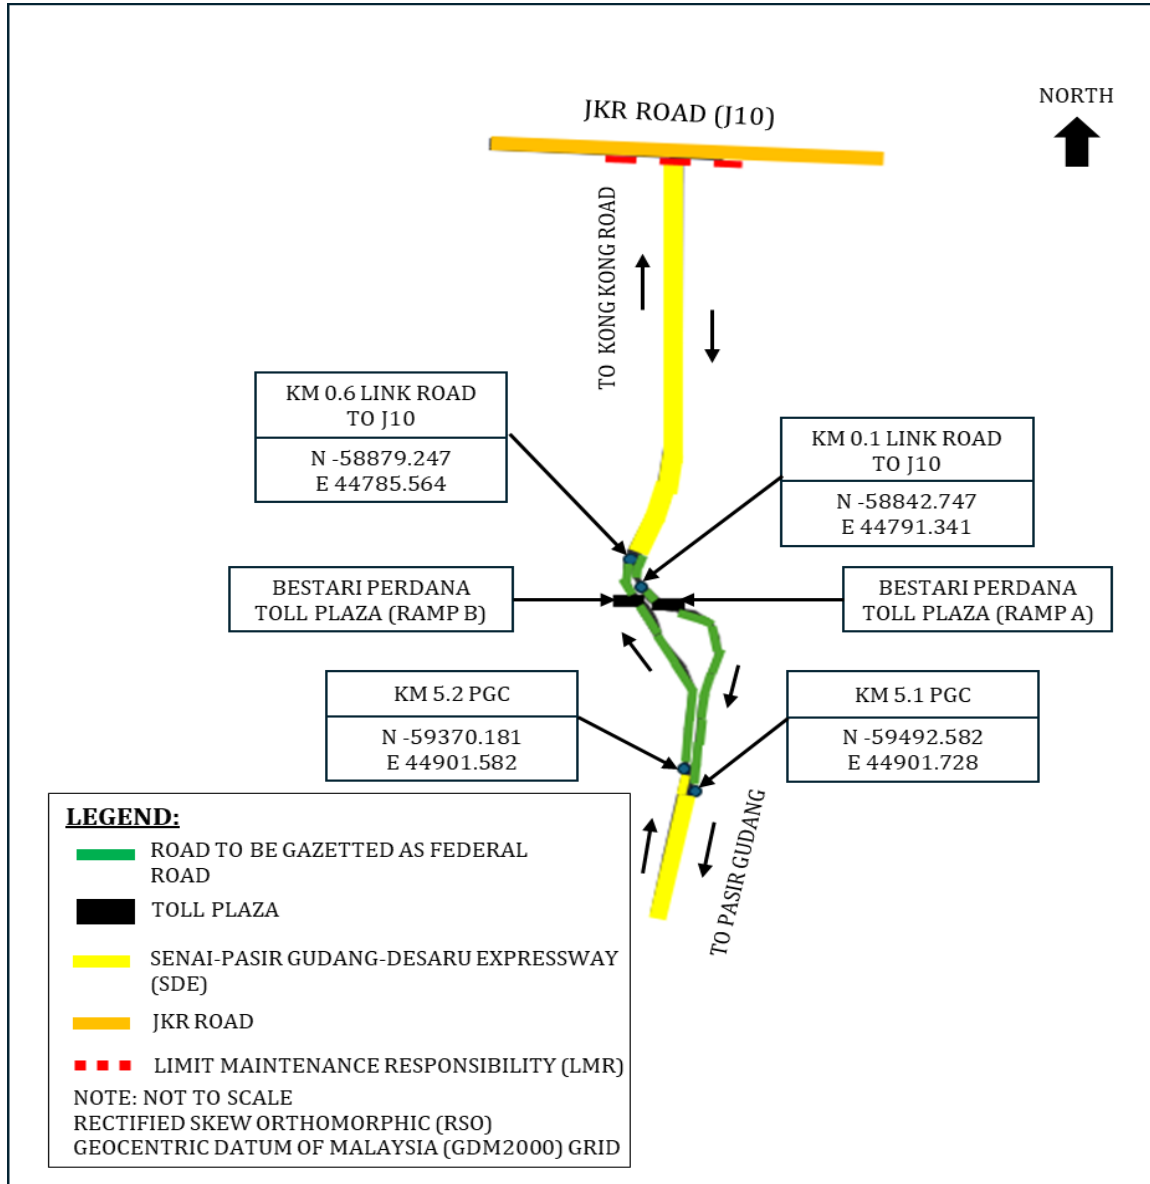 JKR ROAD (J10)
NORTH
TO KONG KONG ROAD
KM 0.6 LINK ROAD
TO J10
N -58879.247
E 44785.564
KM 0.1 LINK ROAD
TO J10
N -58842.747
E 44791.341
BESTARI PERDANA
TOLL PLAZA (RAMP B)
BESTARI PERDANA
TOLL PLAZA (RAMP A)
KM 5.2 PGC
N -59370.181
E 44901.582
KM 5.1 PGC
N -59492.582
E 44901.728
TO PASIR GUDANG
LEGEND:
ROAD TO BE GAZETTED AS FEDERAL
ROAD
TOLL PLAZA
SENAI-PASIR GUDANG-DESARU EXPRESSWAY
(SDE)
JKR ROAD
LIMIT MAINTENANCE RESPONSIBILITY (LMR)
NOTE: NOT TO SCALE
RECTIFIED SKEW ORTHOMORPHIC (RSO)
GEOCENTRIC DATUM OF MALAYSIA (GDM2000) GRID